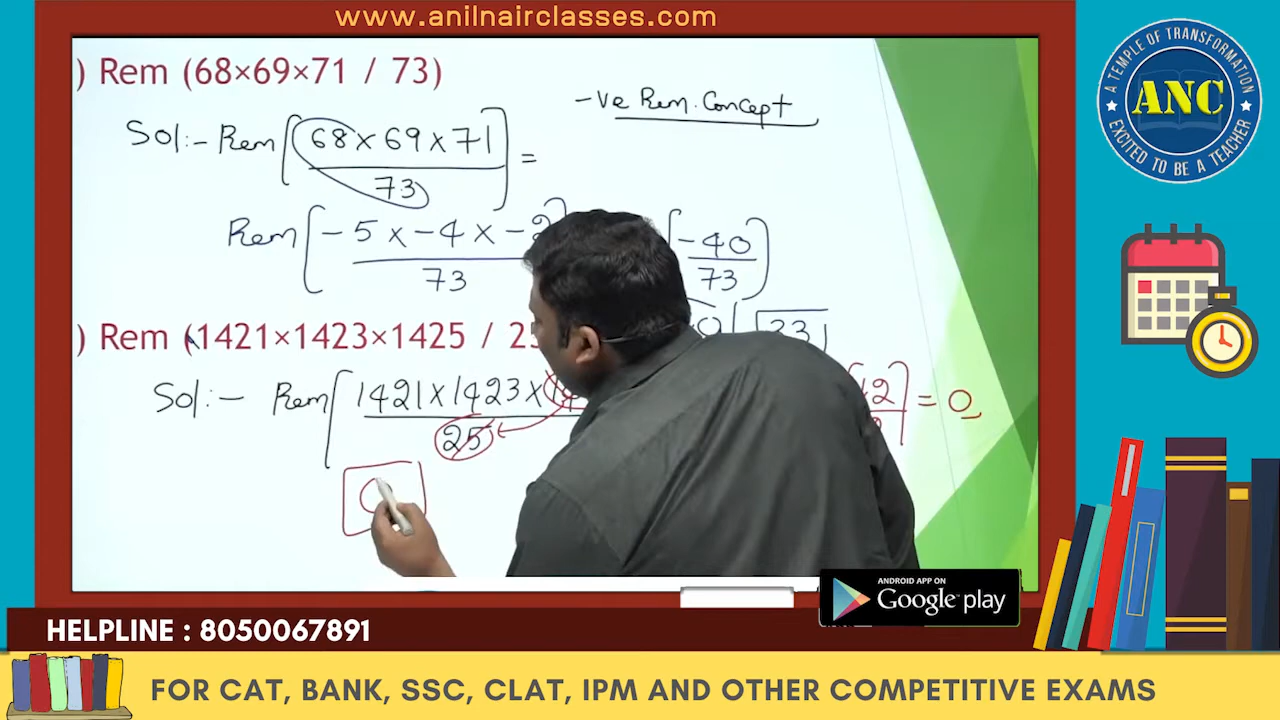 www.anilnairclasses.com
) Rem (68×69×71 / 73)
-ve Rem. Concept
Sol:- Rem [ 68 x 69 x 71 / 73 ] =
Rem [ -5 x -4 x -2 / 73 [ -40 / 73 ]
33
) Rem (1421×1423×1425 / 25
Sol:- Rem [ 1421 x 1423 x / 25 = 0
A TEMPLE OF TRANSFORMATION
ANC
EXCITED TO BE A TEACHER
ANDROID APP ON
Google play
HELPLINE : 8050067891
FOR CAT, BANK, SSC, CLAT, IPM AND OTHER COMPETITIVE EXAMS